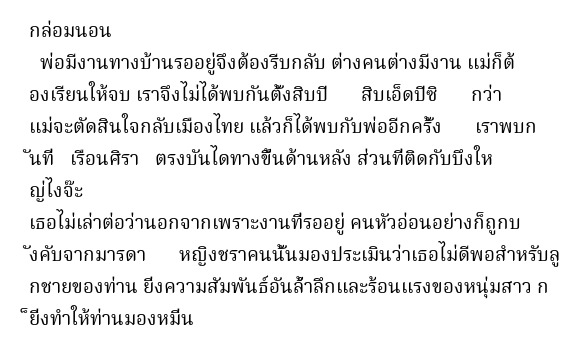 กล่อมนอน
พ่อมีงานทางบ้านรออยู่จึงต้องรีบกลับ ต่างคนต่างมีงาน แม่ก็ต้
องเรียนให้จบ เราจึงไม่ได้พบกันตั้งสิบปี สิบเอ็ดปีซิ กว่า
แม่จะตัดสินใจกลับเมืองไทย แล้วก็ได้พบกับพ่ออีกครั้ง เราพบก
ันที่ เรือนศิรา ตรงบันไดทางขึ้นด้านหลัง ส่วนที่ติดกับบึงให
ญ่ไงจ๊ะ
เธอไม่เล่าต่อว่านอกจากเพราะงานที่รออยู่ คนหัวอ่อนอย่างก็ถูกบ
ังคับจากมารดา หญิงชราคนนั้นมองประเมินว่าเธอไม่ดีพอสำหรับลู
กชายของท่าน ยิ่งความสัมพันธ์อันล้ำลึกและร้อนแรงของหนุ่มสาว ก
็ยิ่งทำให้ท่านมองหมิ่น